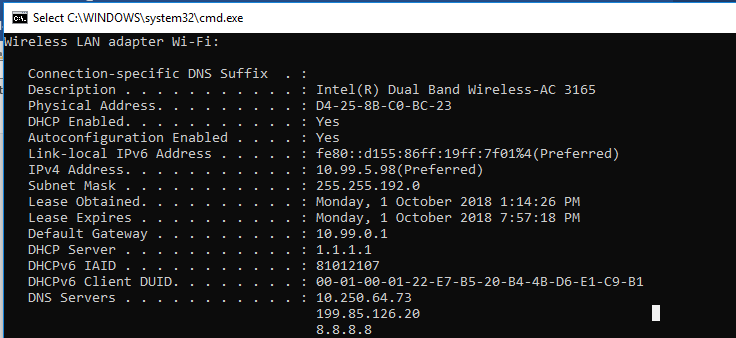 Select C:\WINDOWS\system32\cmd.exe
Wireless LAN adapter Wi-Fi:
Connection-specific DNS Suffix . :
Description . . . . . . . . . . . : Intel(R) Dual Band Wireless-AC 3165
Physical Address. . . . . . . . . : D4-25-8B-C0-BC-23
DHCP Enabled. . . . . . . . . . . : Yes
Autoconfiguration Enabled . . . . : Yes
Link-local IPv6 Address . . . . . : fe80::d155:86ff:19ff:7f01%4(Preferred)
IPv4 Address. . . . . . . . . . . : 10.99.5.98(Preferred)
Subnet Mask . . . . . . . . . . . : 255.255.192.0
Lease Obtained. . . . . . . . . . : Monday, 1 October 2018 1:14:26 PM
Lease Expires . . . . . . . . . . : Monday, 1 October 2018 7:57:18 PM
Default Gateway . . . . . . . . . : 10.99.0.1
DHCP Server . . . . . . . . . . . : 1.1.1.1
DHCPv6 IAID . . . . . . . . . . . : 81012107
DHCPv6 Client DUID. . . . . . . . : 00-01-00-01-22-E7-B5-20-B4-4B-D6-E1-C9-B1
DNS Servers . . . . . . . . . . . : 10.250.64.73
199.85.126.20
8.8.8.8